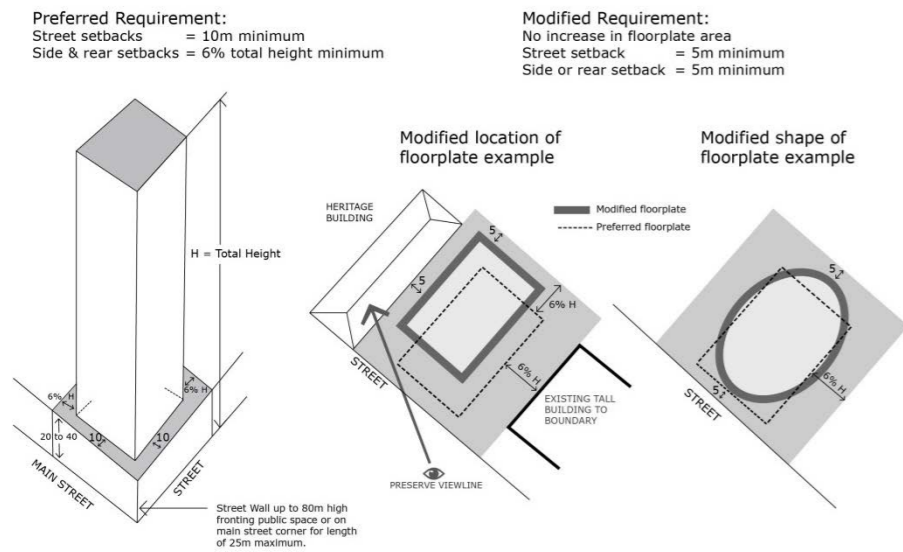 Preferred Requirement:
Street setbacks = 10m minimum
Side & rear setbacks = 6% total height minimum
Modified Requirement:
No increase in floorplate area
Street setback = 5m minimum
Side or rear setback = 5m minimum
H = Total Height
6% H
6% H
20 to 40
10
10
MAIN STREET
STREET
Street Wall up to 80m high
fronting public space or on
main street corner for length
of 25m maximum.
Modified location of
floorplate example
HERITAGE
BUILDING
5
5
6% H
6% H
STREET
EXISTING TALL
BUILDING TO
BOUNDARY
PRESERVE VIEWLINE
Modified floorplate
Preferred floorplate
Modified shape of
floorplate example
5
6% H
5
STREET